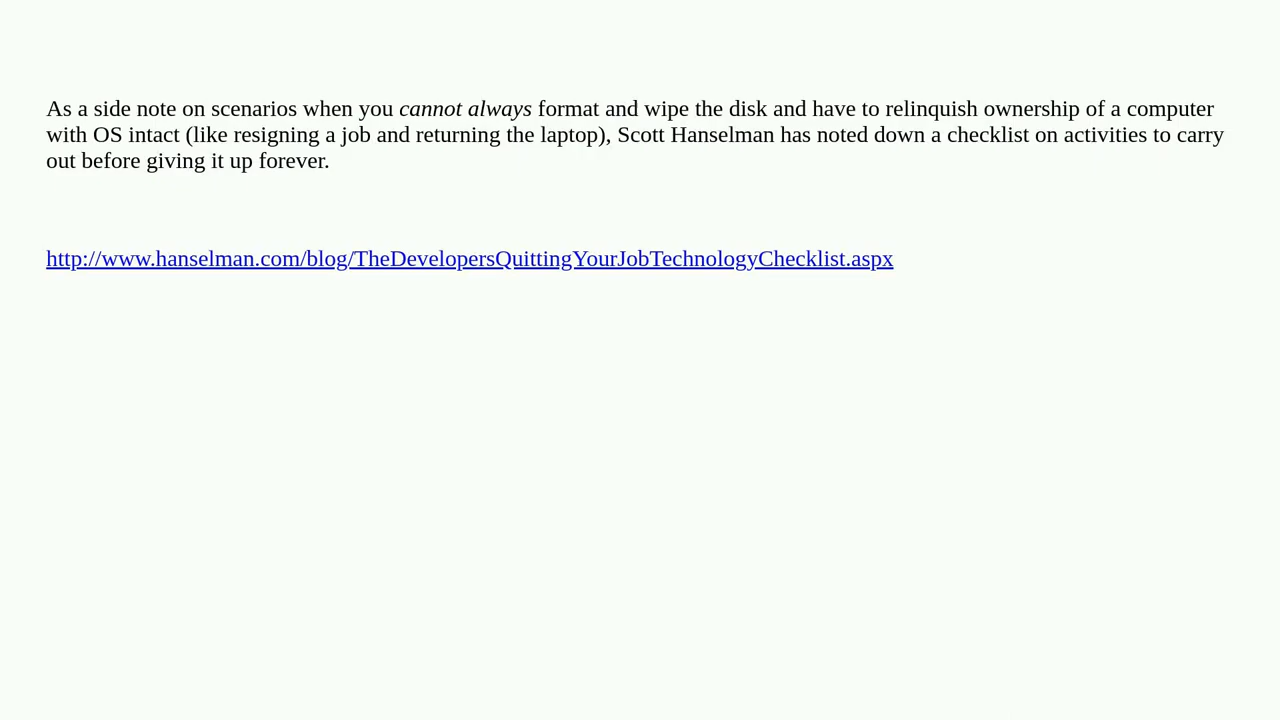 As a side note on scenarios when you cannot always format and wipe the disk and have to relinquish ownership of a computer
with OS intact (like resigning a job and returning the laptop), Scott Hanselman has noted down a checklist on activities to carry
out before giving it up forever.
http://www.hanselman.com/blog/TheDevelopersQuittingYourJobTechnologyChecklist.aspx